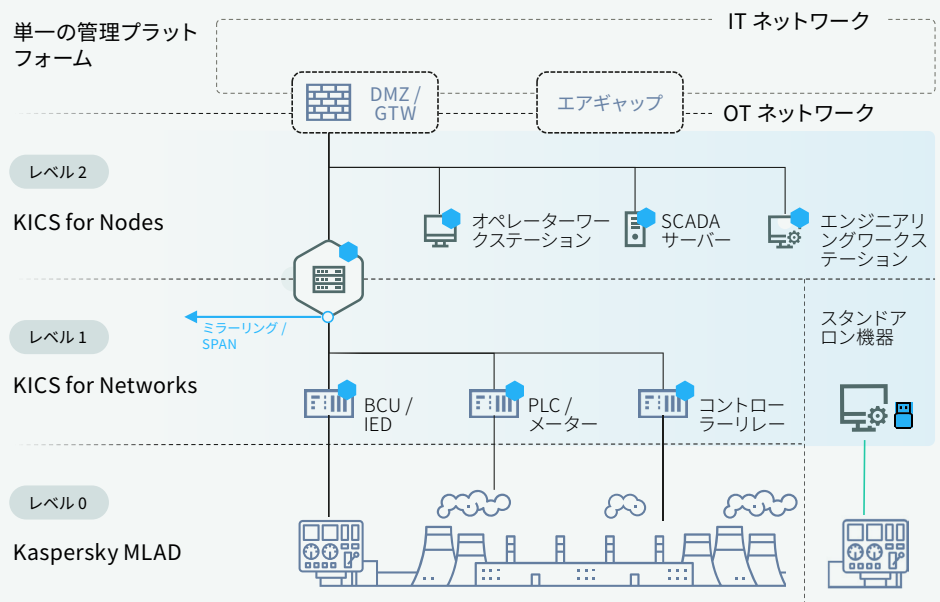 単一の管理プラット
フォーム
IT ネットワーク
DMZ /
GTW
エアギャップ
OT ネットワーク
レベル 2
KICS for Nodes
オペレーターワー
クステーション
SCADA
サーバー
エンジニアリ
ングワークス
テーション
ミラーリング /
SPAN
スタンドア
ロン機器
レベル 1
KICS for Networks
BCU /
IED
PLC /
メーター
コントロー
ラーリレー
レベル 0
Kaspersky MLAD